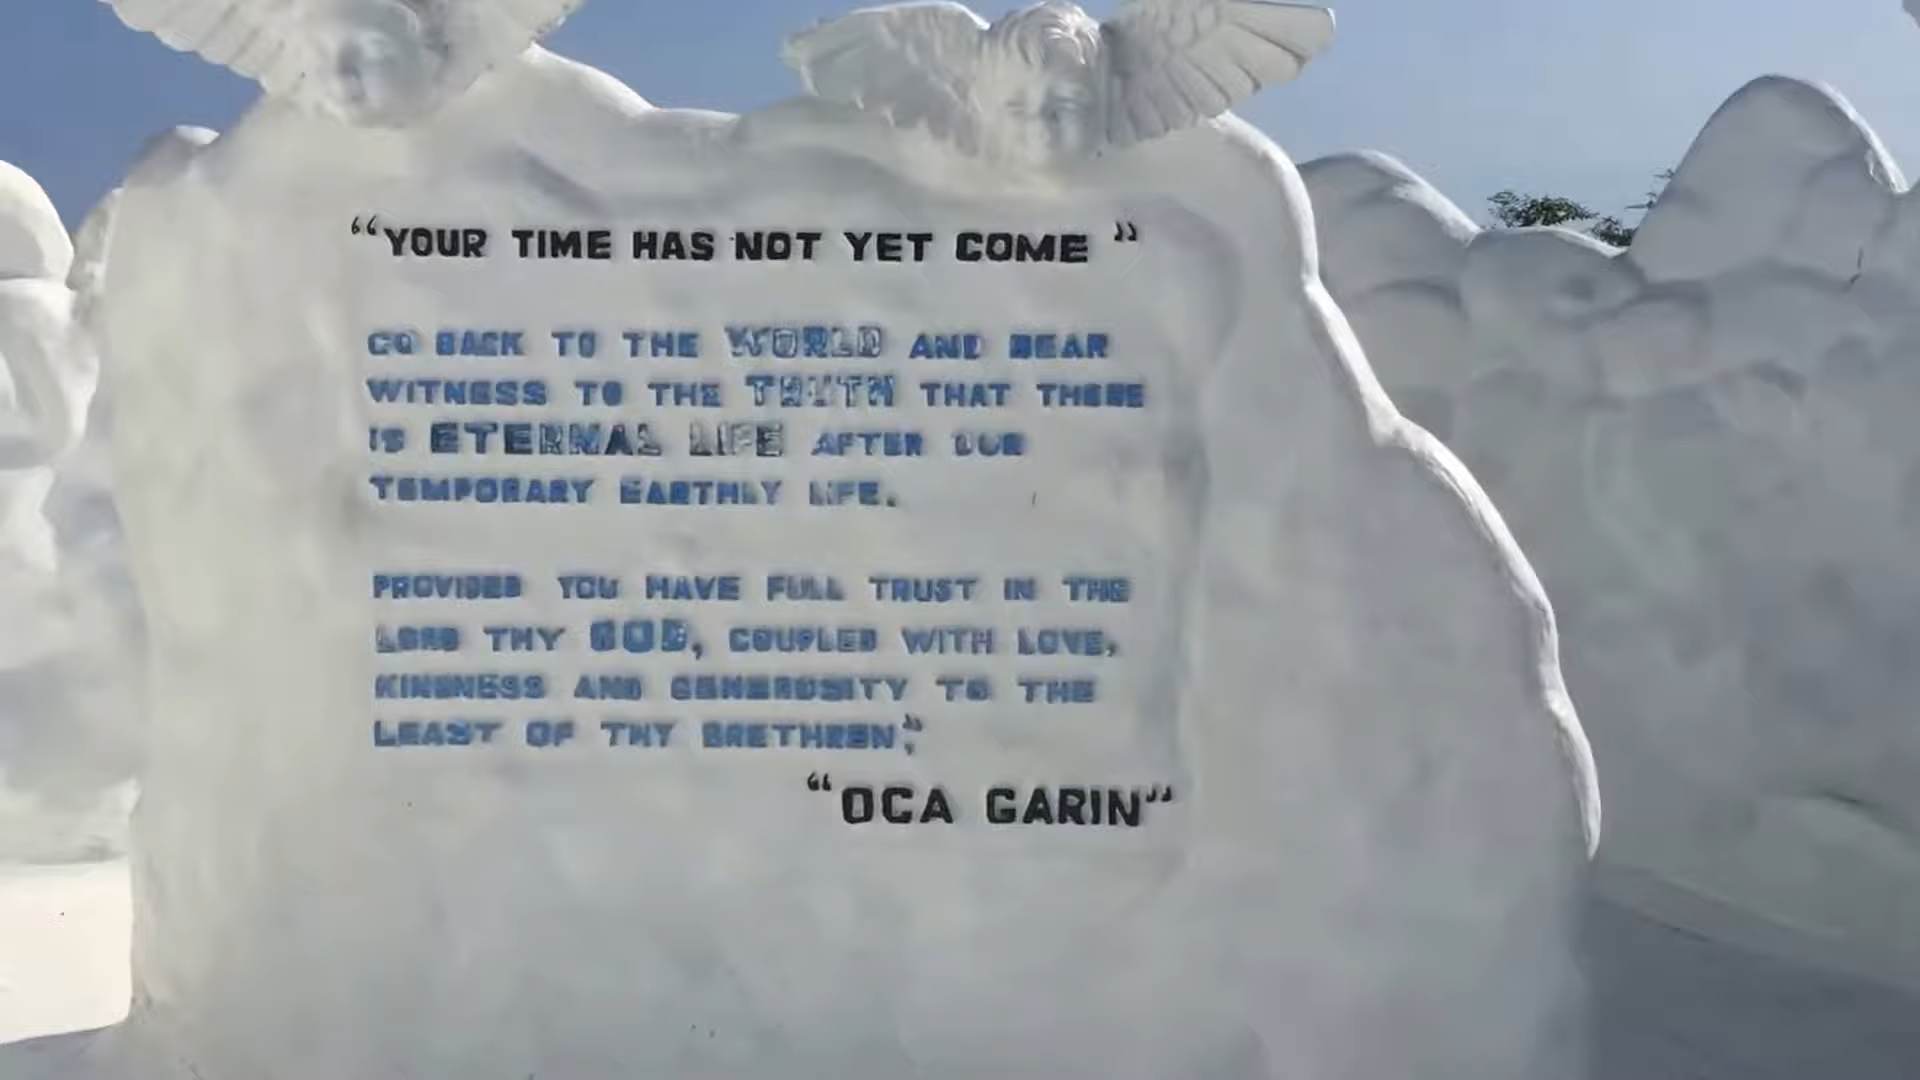 “YOUR TIME HAS NOT YET COME”
GO BACK TO THE WORLD AND BEAR
WITNESS TO THE TRUTH THAT THERE
IS ETERNAL LIFE AFTER OUR
TEMPORARY EARTHLY LIFE.
PROVIDED YOU HAVE FULL TRUST IN THE
LORD THY GOD, COUPLED WITH LOVE,
KINDNESS AND GENEROSITY TO THE
LEAST OF THY BRETHREN.”
“OCA GARIN”